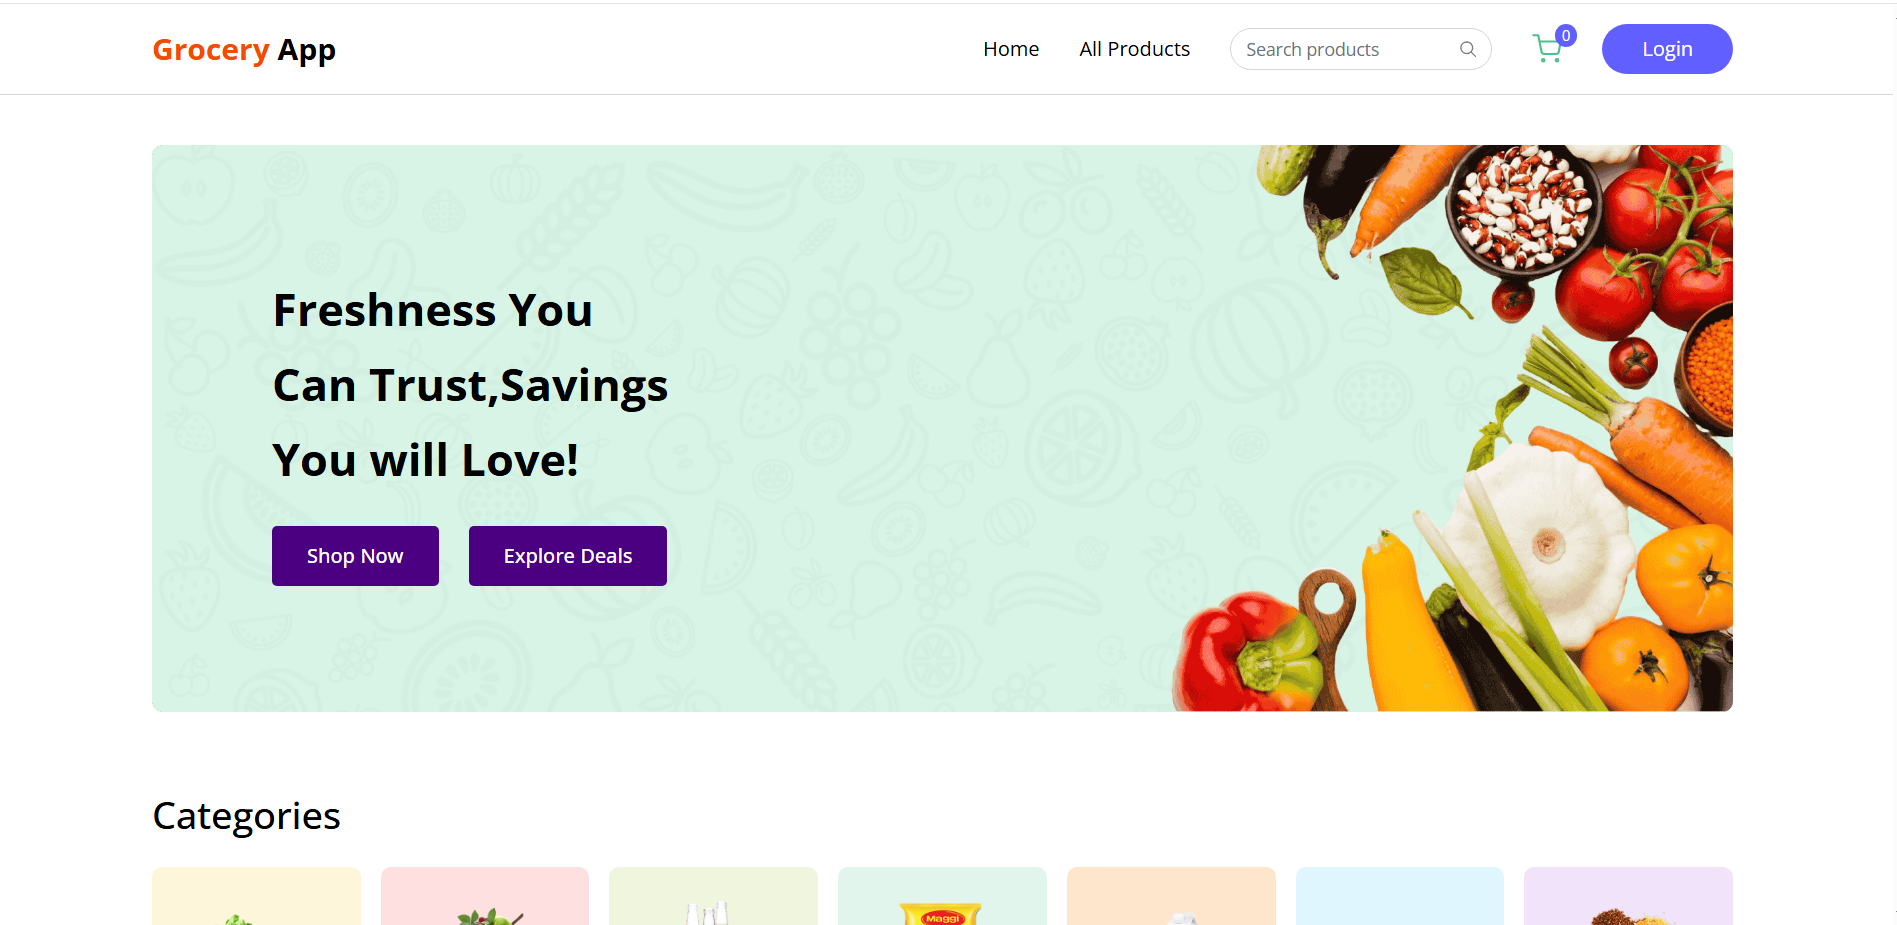 Grocery App
Home
All Products
Search products
0
Login
Freshness You
Can Trust,Savings
You will Love!
Shop Now
Explore Deals
Categories
Maggi